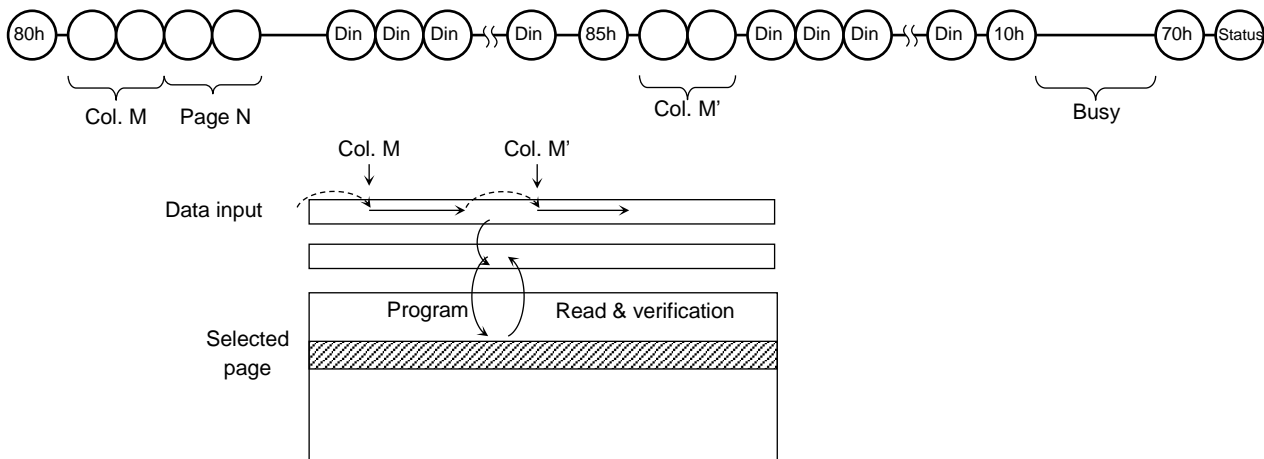 80h Din Din Din Din 85h Din Din Din Din 10h 70h Status
Col. M Page N Col. M' Busy
Col. M Col. M'
Data input
Program Read & verification
Selected
page